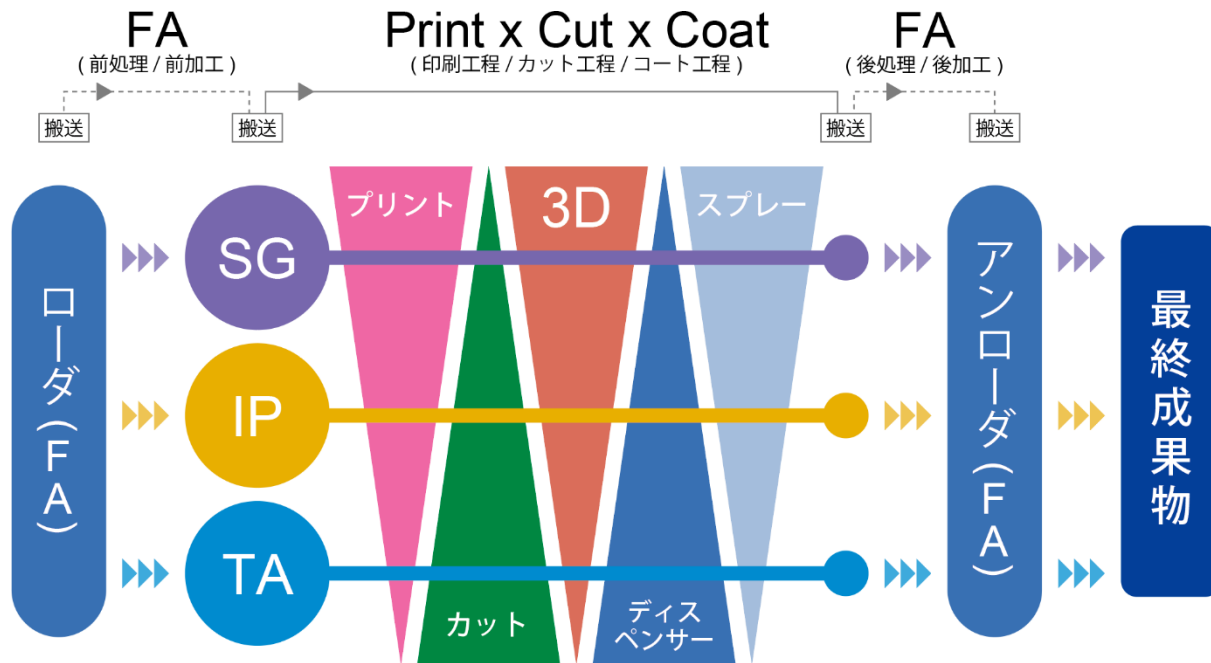 FA
(前処理 / 前加工)
Print x Cut x Coat
(印刷工程 / カット工程 / コート工程)
FA
(後処理 / 後加工)
搬送
搬送
搬送
搬送
プリント
3D
スプレー
SG
IP
TA
カット
ディス
ペンサー
ローダ(FA)
アンローダ(FA)
最終成果物